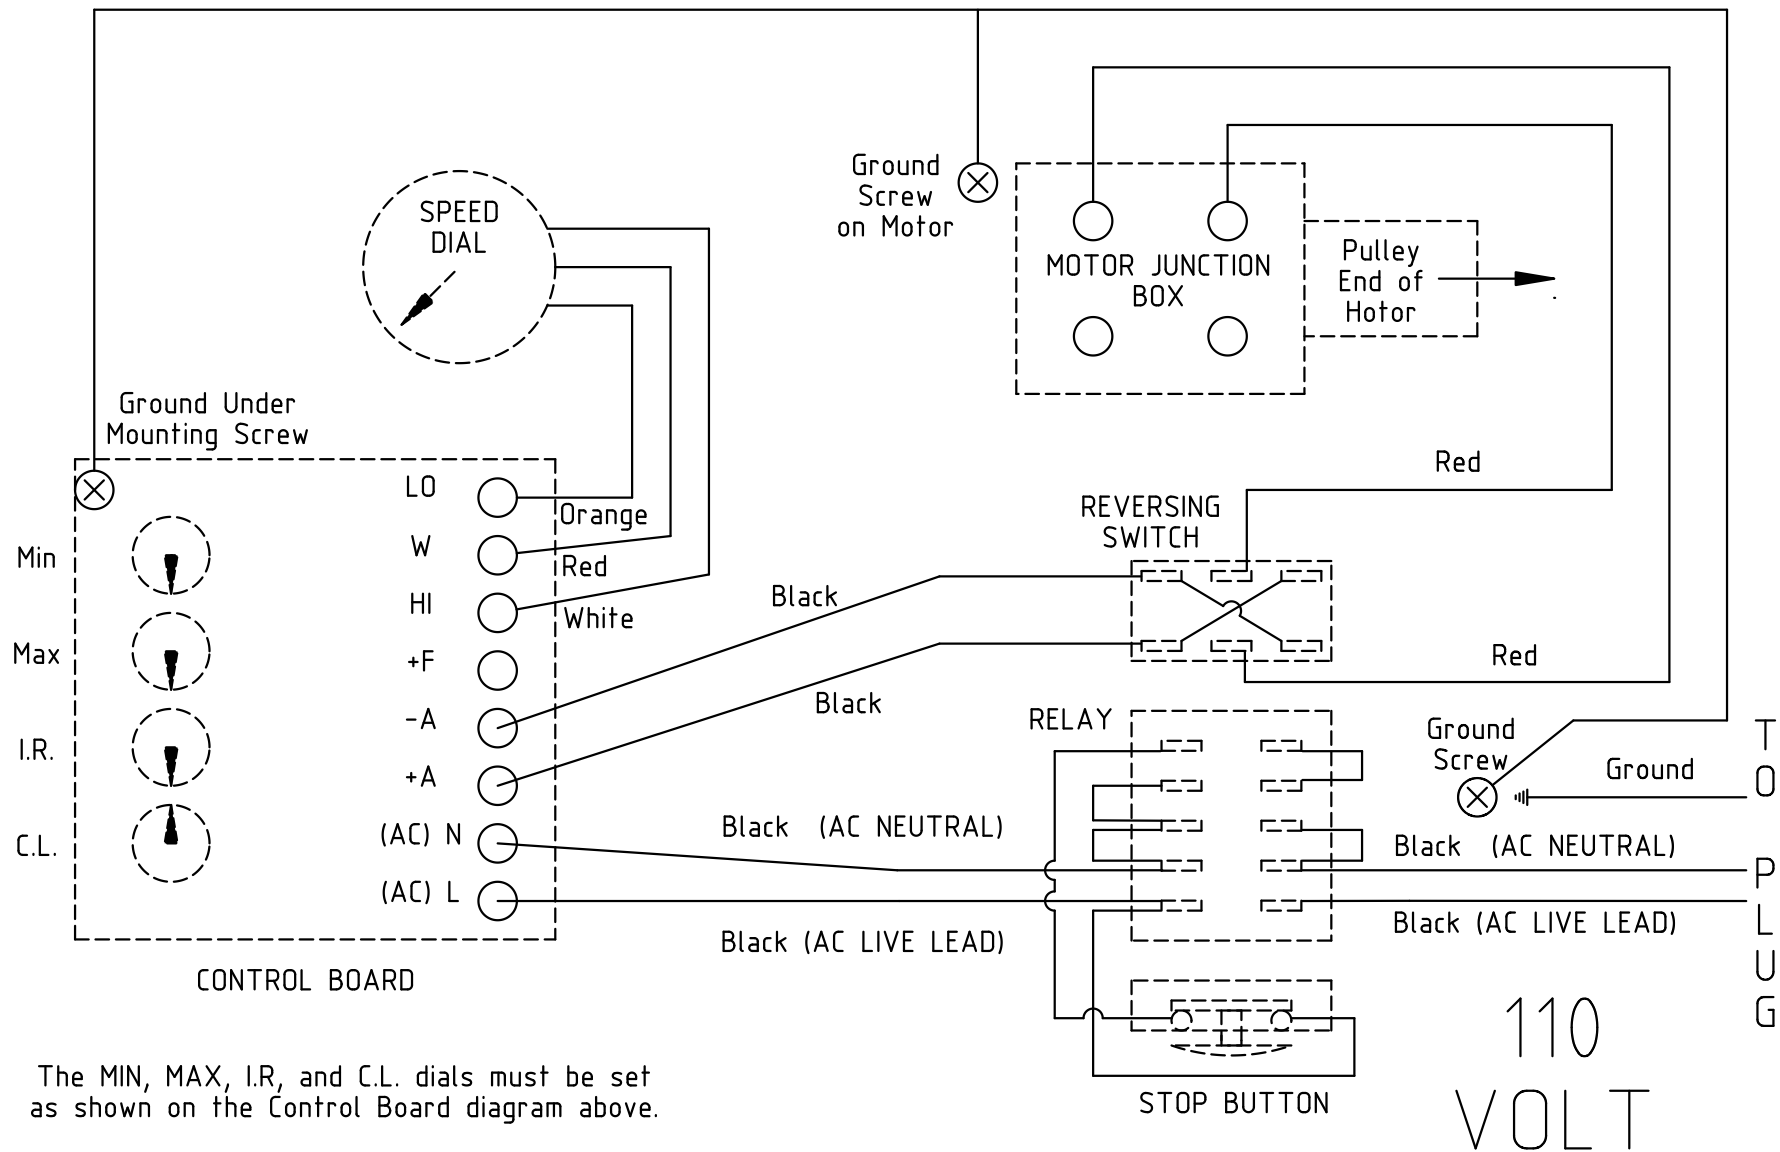 Ground
Screw
on Motor
SPEED
DIAL
MOTOR JUNCTION
BOX
Pulley
End of
Hotor
Ground Under
Mounting Screw
LO
Orange
W
Red
HI
White
+F
-A
+A
(AC) N
(AC) L
Min
Max
I.R.
C.L.
CONTROL BOARD
Black
Black
Black (AC NEUTRAL)
Black (AC LIVE LEAD)
REVERSING
SWITCH
Red
Red
RELAY
Ground
Screw
Ground
Black (AC NEUTRAL)
Black (AC LIVE LEAD)
TO PLUG
STOP BUTTON
110
VOLT
The MIN, MAX, I.R, and C.L. dials must be set
as shown on the Control Board diagram above.